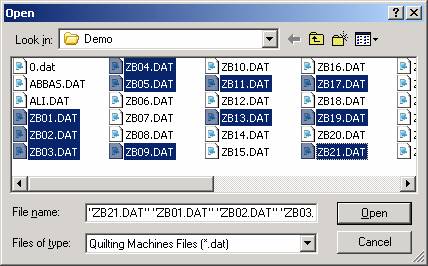 Open
Look in: Demo
0.dat
ABBAS.DAT
ALI.DAT
ZB01.DAT
ZB02.DAT
ZB03.DAT
ZB04.DAT
ZB05.DAT
ZB06.DAT
ZB07.DAT
ZB08.DAT
ZB09.DAT
ZB10.DAT
ZB11.DAT
ZB12.DAT
ZB13.DAT
ZB14.DAT
ZB15.DAT
ZB16.DAT
ZB17.DAT
ZB18.DAT
ZB19.DAT
ZB20.DAT
ZB21.DAT
File name: "ZB21.DAT" "ZB01.DAT" "ZB02.DAT" "ZB03. Open
Files of type: Quilting Machines Files (*.dat) Cancel